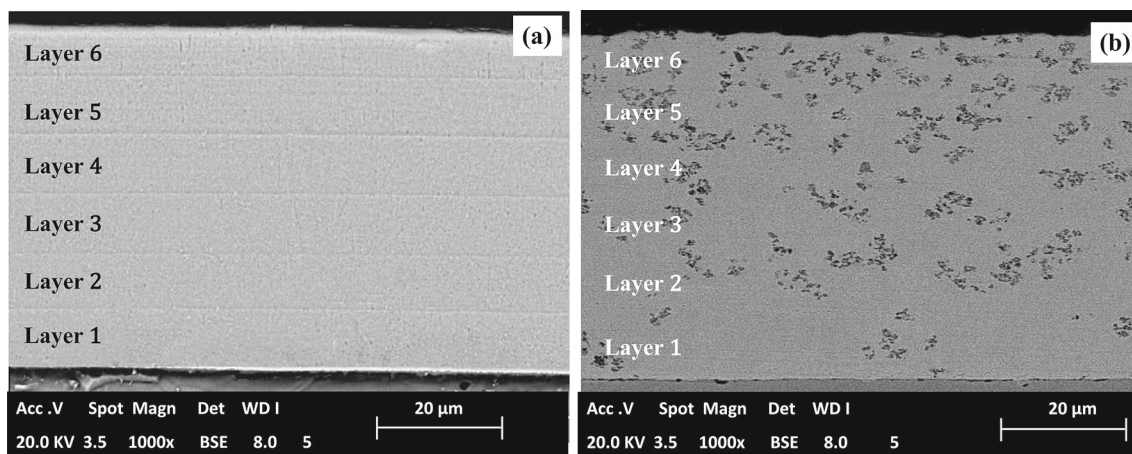 (a)
Layer 6
Layer 5
Layer 4
Layer 3
Layer 2
Layer 1
Acc .V Spot Magn Det WD I 20 µm
20.0 KV 3.5 1000x BSE 8.0 5
(b)
Layer 6
Layer 5
Layer 4
Layer 3
Layer 2
Layer 1
Acc .V Spot Magn Det WD I 20 µm
20.0 KV 3.5 1000x BSE 8.0 5